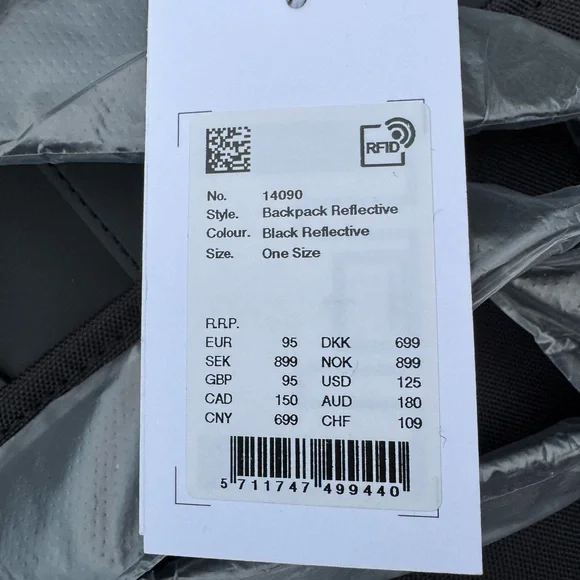 RFID
No. 14090
Style. Backpack Reflective
Colour. Black Reflective
Size. One Size
R.R.P.
EUR 95 DKK 699
SEK 899 NOK 899
GBP 95 USD 125
CAD 150 AUD 180
CNY 699 CHF 109
5 711747 499440